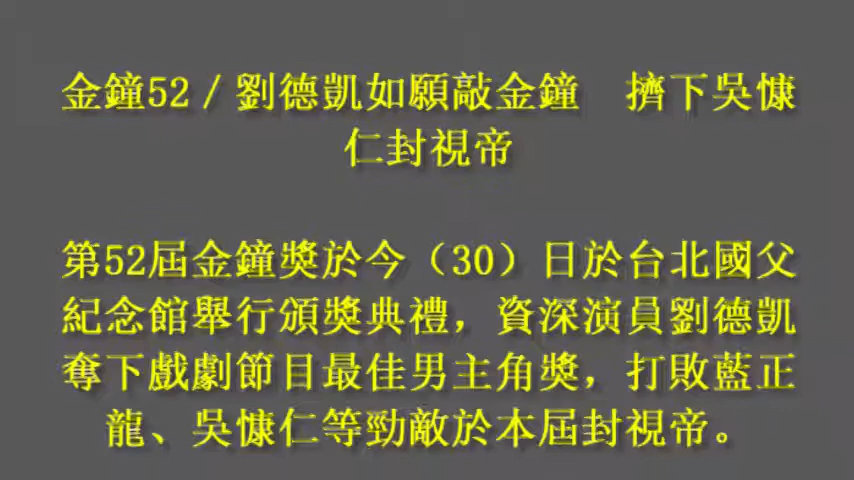 金鐘52／劉德凱如願敲金鐘　擠下吳慷
仁封視帝
第52屆金鐘獎於今（30）日於台北國父
紀念館舉行頒獎典禮，資深演員劉德凱
奪下戲劇節目最佳男主角獎，打敗藍正
龍、吳慷仁等勁敵於本屆封視帝。